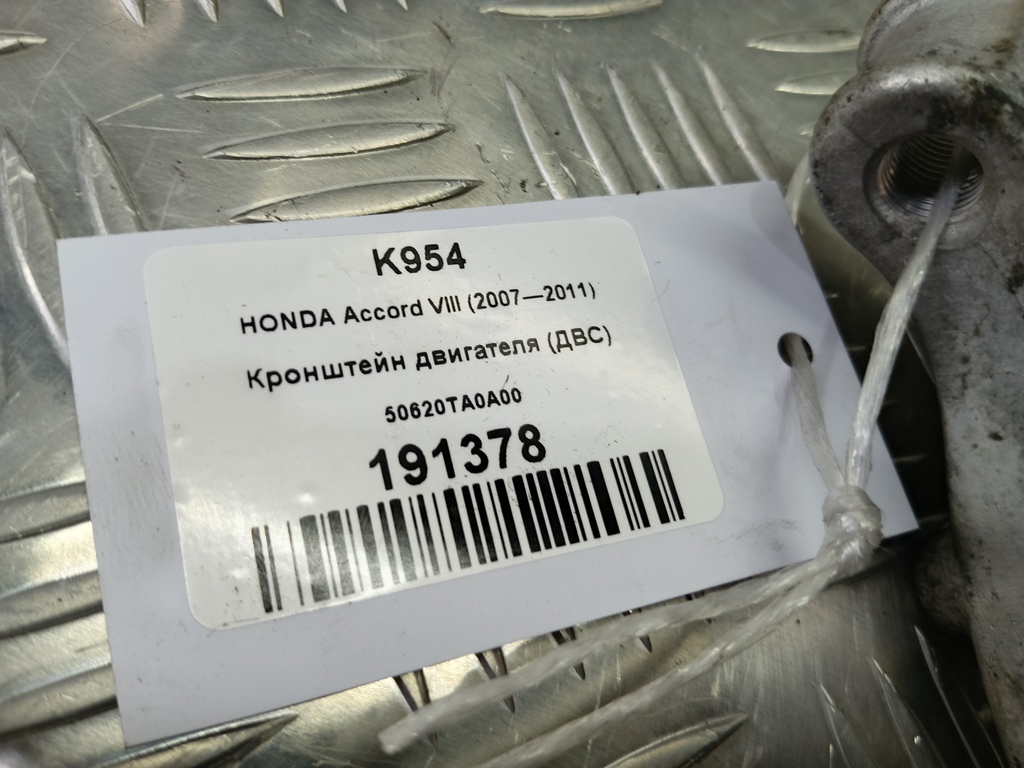 K954
HONDA Accord VIII (2007—2011)
Кронштейн двигателя (ДВС)
50620TA0A00
191378